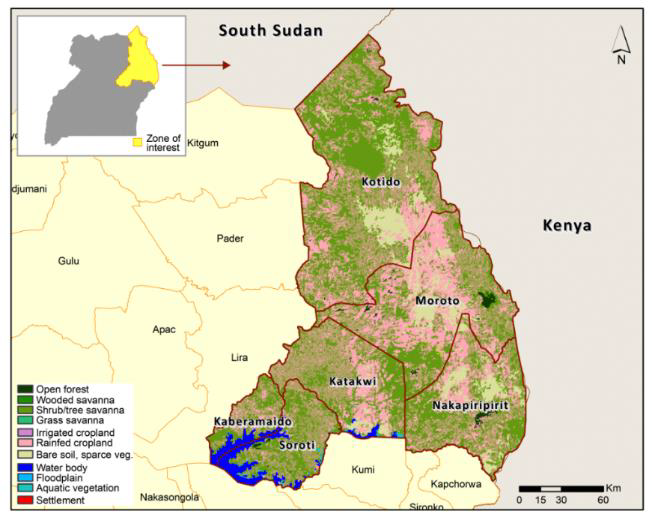 South Sudan
N
Zone of
interest
Kitgum
djumani
Kotido
Kenya
Pader
Gulu
Moroto
Apac
Lira
Katakwi
Nakapiripirit
Kaberamaido
Soroti
Kumi
Kapchorwa
Nakasongola
Sironko
Open forest
Wooded savanna
Shrub/tree savanna
Grass savanna
Irrigated cropland
Rainfed cropland
Bare soil, sparce veg.
Water body
Floodplain
Aquatic vegetation
Settlement
Km
0 15 30 60